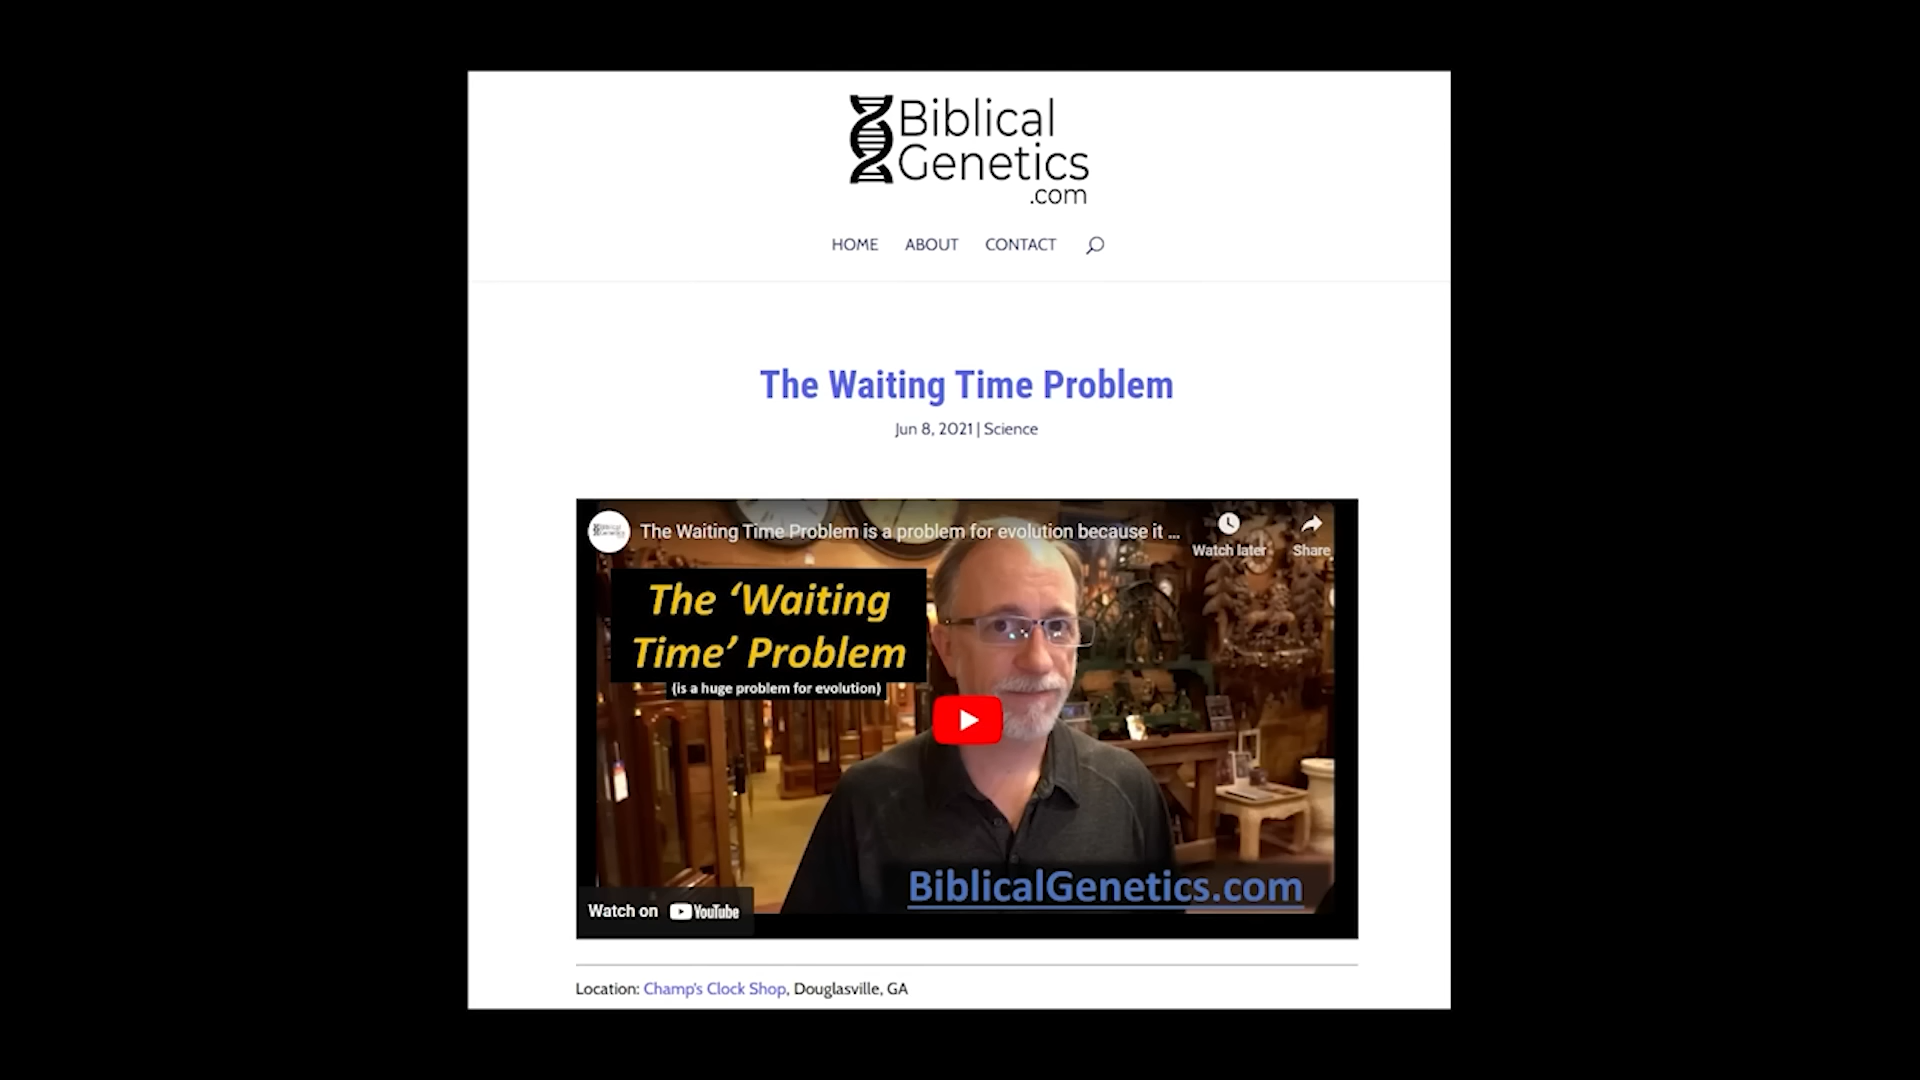 Biblical
Genetics
.com
HOME ABOUT CONTACT
The Waiting Time Problem
Jun 8, 2021 | Science
The Waiting Time Problem is a problem for evolution because it ...
Watch later
Share
The ‘Waiting
Time’ Problem
(is a huge problem for evolution)
BiblicalGenetics.com
Watch on YouTube
Location: Champ's Clock Shop, Douglasville, GA